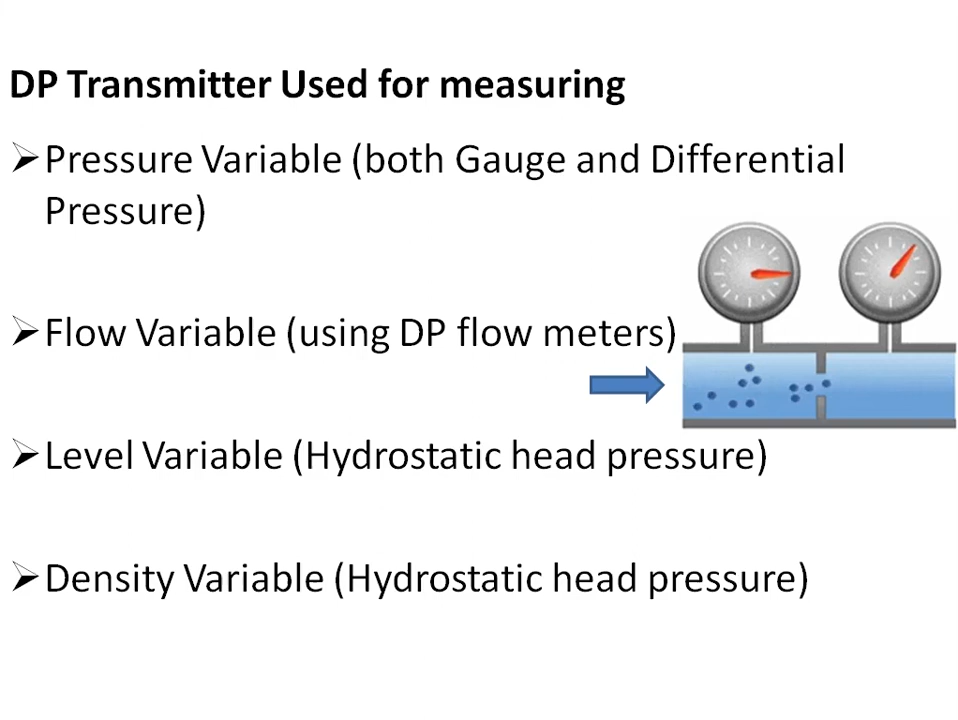 DP Transmitter Used for measuring
➢Pressure Variable (both Gauge and Differential
Pressure)
➢Flow Variable (using DP flow meters)
➢Level Variable (Hydrostatic head pressure)
➢Density Variable (Hydrostatic head pressure)